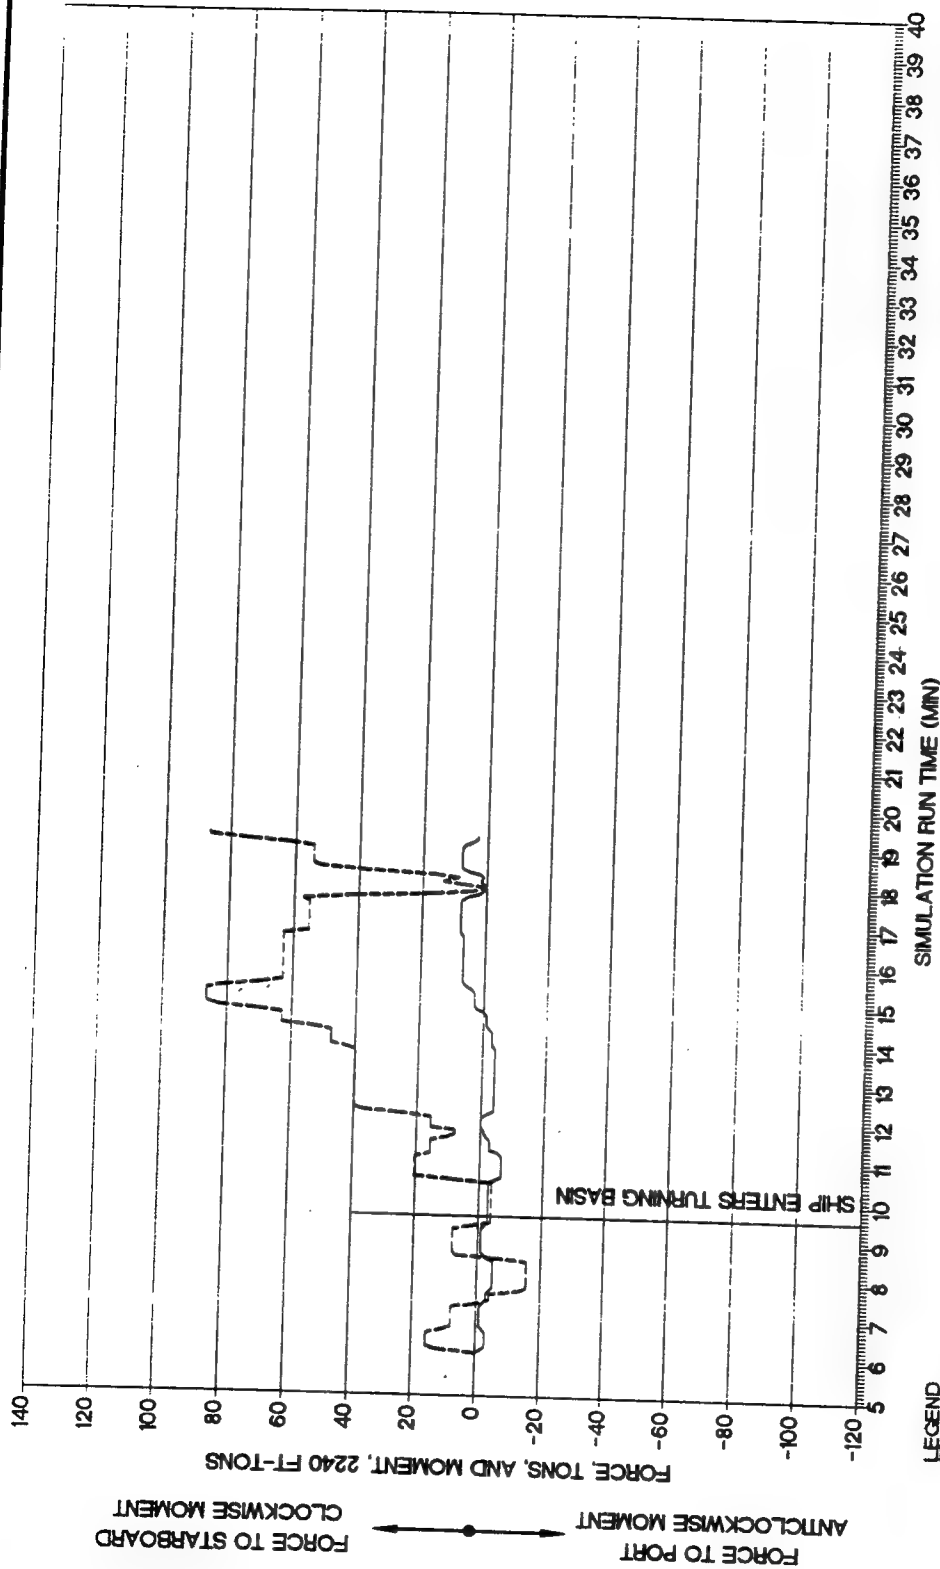 FORCE TO STARBOARD
CLOCKWISE MOMENT
FORCE TO PORT
ANTICLOCKWISE MOMENT
FORCE, TONS, AND MOMENT, 2240 FT-TONS
140
120
100
80
60
40
20
0
-20
-40
-60
-80
-100
-120
SHIP ENTERS TURNING BASIN
5 6 7 8 9 10 11 12 13 14 15 16 17 18 19 20 21 22 23 24 25 26 27 28 29 30 31 32 33 34 35 36 37 38 39 40
SIMULATION RUN TIME (MIN)
LEGEND